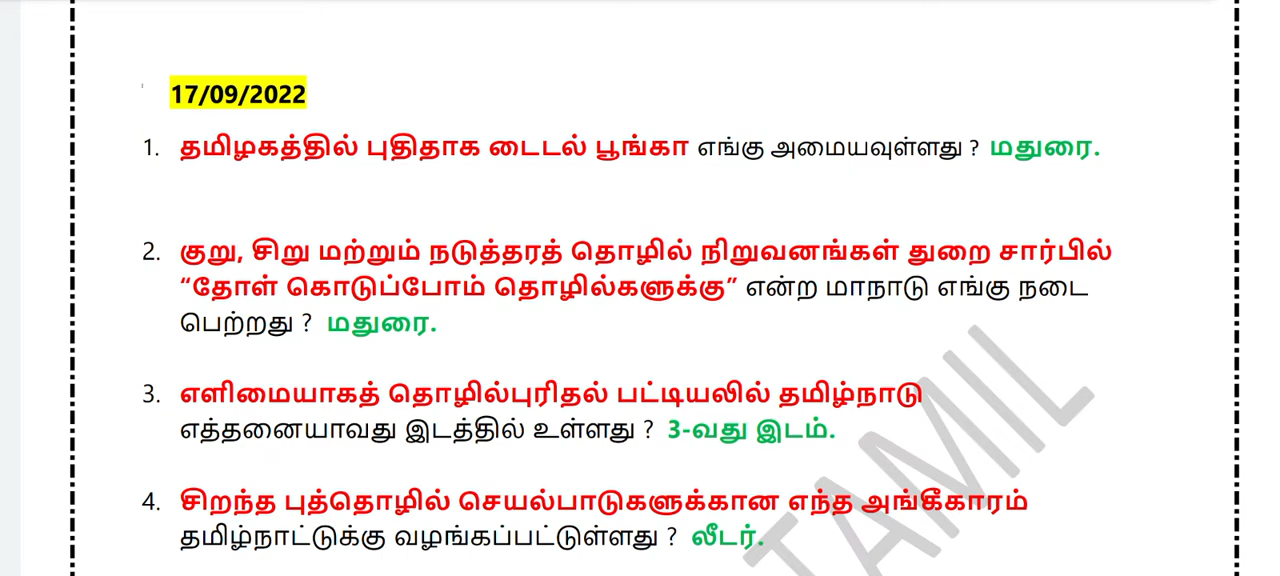 17/09/2022
1. தமிழகத்தில் புதிதாக டைடல் பூங்கா எங்கு அமையவுள்ளது ? மதுரை.
2. குறு, சிறு மற்றும் நடுத்தரத் தொழில் நிறுவனங்கள் துறை சார்பில்
“தோள் கொடுப்போம் தொழில்களுக்கு” என்ற மாநாடு எங்கு நடை
பெற்றது ? மதுரை.
3. எளிமையாகத் தொழில்புரிதல் பட்டியலில் தமிழ்நாடு
எத்தனையாவது இடத்தில் உள்ளது ? 3-வது இடம்.
4. சிறந்த புத்தொழில் செயல்பாடுகளுக்கான எந்த அங்கீகாரம்
தமிழ்நாட்டுக்கு வழங்கப்பட்டுள்ளது ? லீடர்.
TAMIL